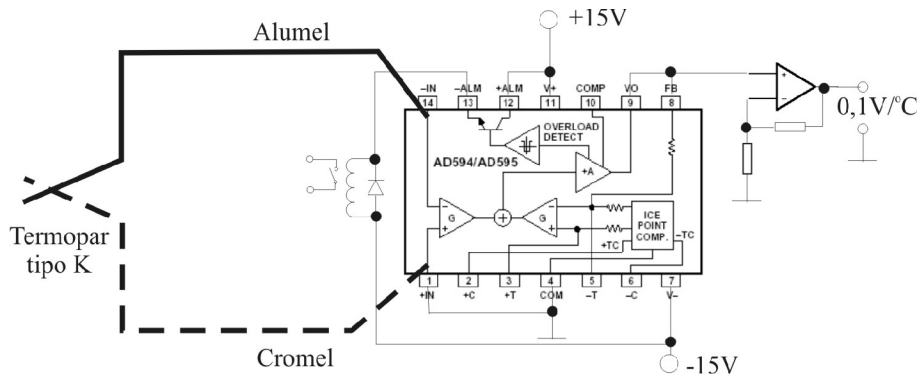 +15V
Alumel
–IN –ALM +ALM V+ COMP VO FB
14 13 12 11 10 9 8
0,1V/°C
OVERLOAD
DETECT
AD594/AD595
+A
G
G
ICE
POINT
COMP.
+TC
–TC
Termopar
tipo K
1 2 3 4 5 6 7
+IN +C +T COM –T –C V–
Cromel
-15V